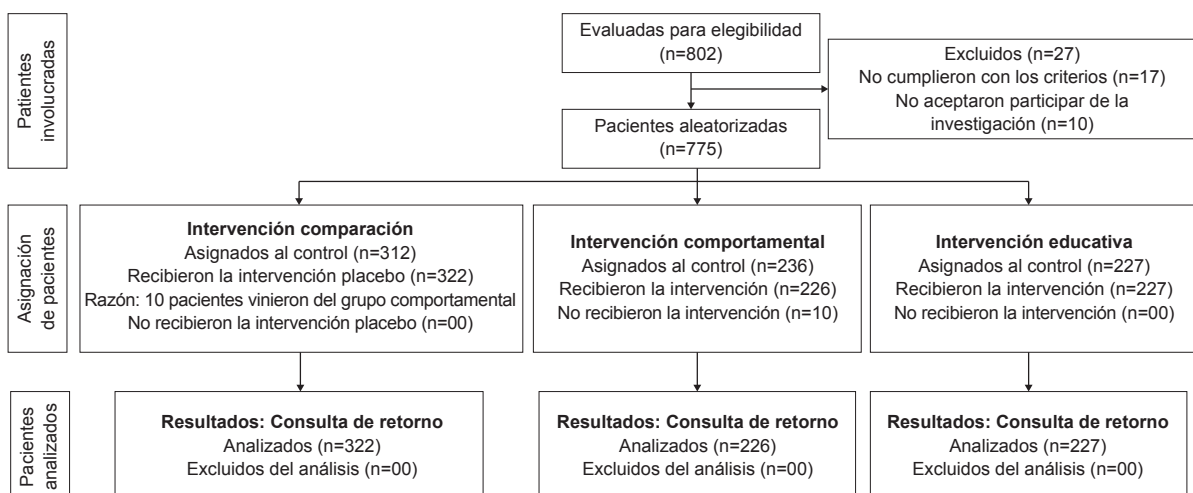 Patientes
involucradas
Evaluadas para elegibilidad
(n=802)
Excluidos (n=27)
No cumplieron con los criterios (n=17)
No aceptaron participar de la
investigación (n=10)
Pacientes aleatorizadas
(n=775)
Asignación
de pacientes
Intervención comparación
Asignados al control (n=312)
Recibieron la intervención placebo (n=322)
Razón: 10 pacientes vinieron del grupo comportamental
No recibieron la intervención placebo (n=00)
Intervención comportamental
Asignados al control (n=236)
Recibieron la intervención (n=226)
No recibieron la intervención (n=10)
Intervención educativa
Asignados al control (n=227)
Recibieron la intervención (n=227)
No recibieron la intervención (n=00)
Pacientes
analizados
Resultados: Consulta de retorno
Analizados (n=322)
Excluidos del análisis (n=00)
Resultados: Consulta de retorno
Analizados (n=226)
Excluidos del análisis (n=00)
Resultados: Consulta de retorno
Analizados (n=227)
Excluidos del análisis (n=00)